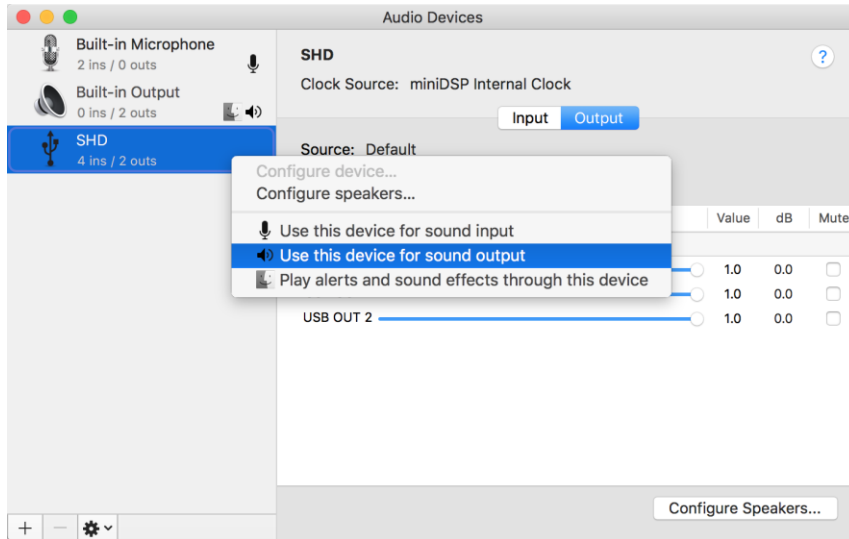 Audio Devices
Built-in Microphone
2 ins / 0 outs
Built-in Output
0 ins / 2 outs
SHD
4 ins / 2 outs
SHD
?
Clock Source: miniDSP Internal Clock
Input Output
Source: Default
Configure device...
Configure speakers...
Use this device for sound input
Use this device for sound output
Play alerts and sound effects through this device
Value dB Mute
1.0 0.0
1.0 0.0
USB OUT 2 1.0 0.0
Configure Speakers...